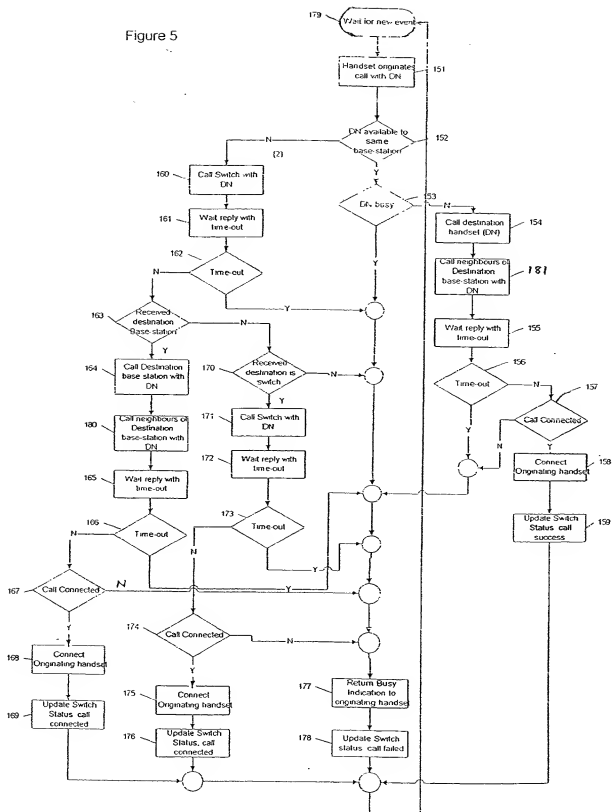 Figure 5
179
Wait for new event
Handset originates
call with DN
151
DN available to
same
base-station
152
N
(2)
Y
160
Call Switch with
DN
DN busy
153
N
Y
154
Call destination
handset (DN)
161
Wait reply with
time-out
162
Time-out
N
Y
Call neighbours of
Destination
base-station with
DN
181
163
Received
destination
Base-station
N
Y
Wait reply with
time-out
155
164
Call Destination
base station with
DN
170
Received
destination is
switch
N
Y
156
Time-out
N
Y
157
Call Connected
N
Y
180
Call neighbours of
Destination
base-station with
DN
171
Call Switch with
DN
165
Wait reply with
time-out
172
Wait reply with
time-out
Connect
Originating handset
158
166
Time-out
N
Y
173
Time-out
N
Y
Update Switch
Status call
success
159
167
Call Connected
N
Y
174
Call Connected
N
Y
168
Connect
Originating handset
175
Connect
Originating handset
177
Return Busy
Indication to
originating handset
169
Update Switch
Status call
connected
176
Update Switch
Status, call
connected
178
Update Switch
status call failed